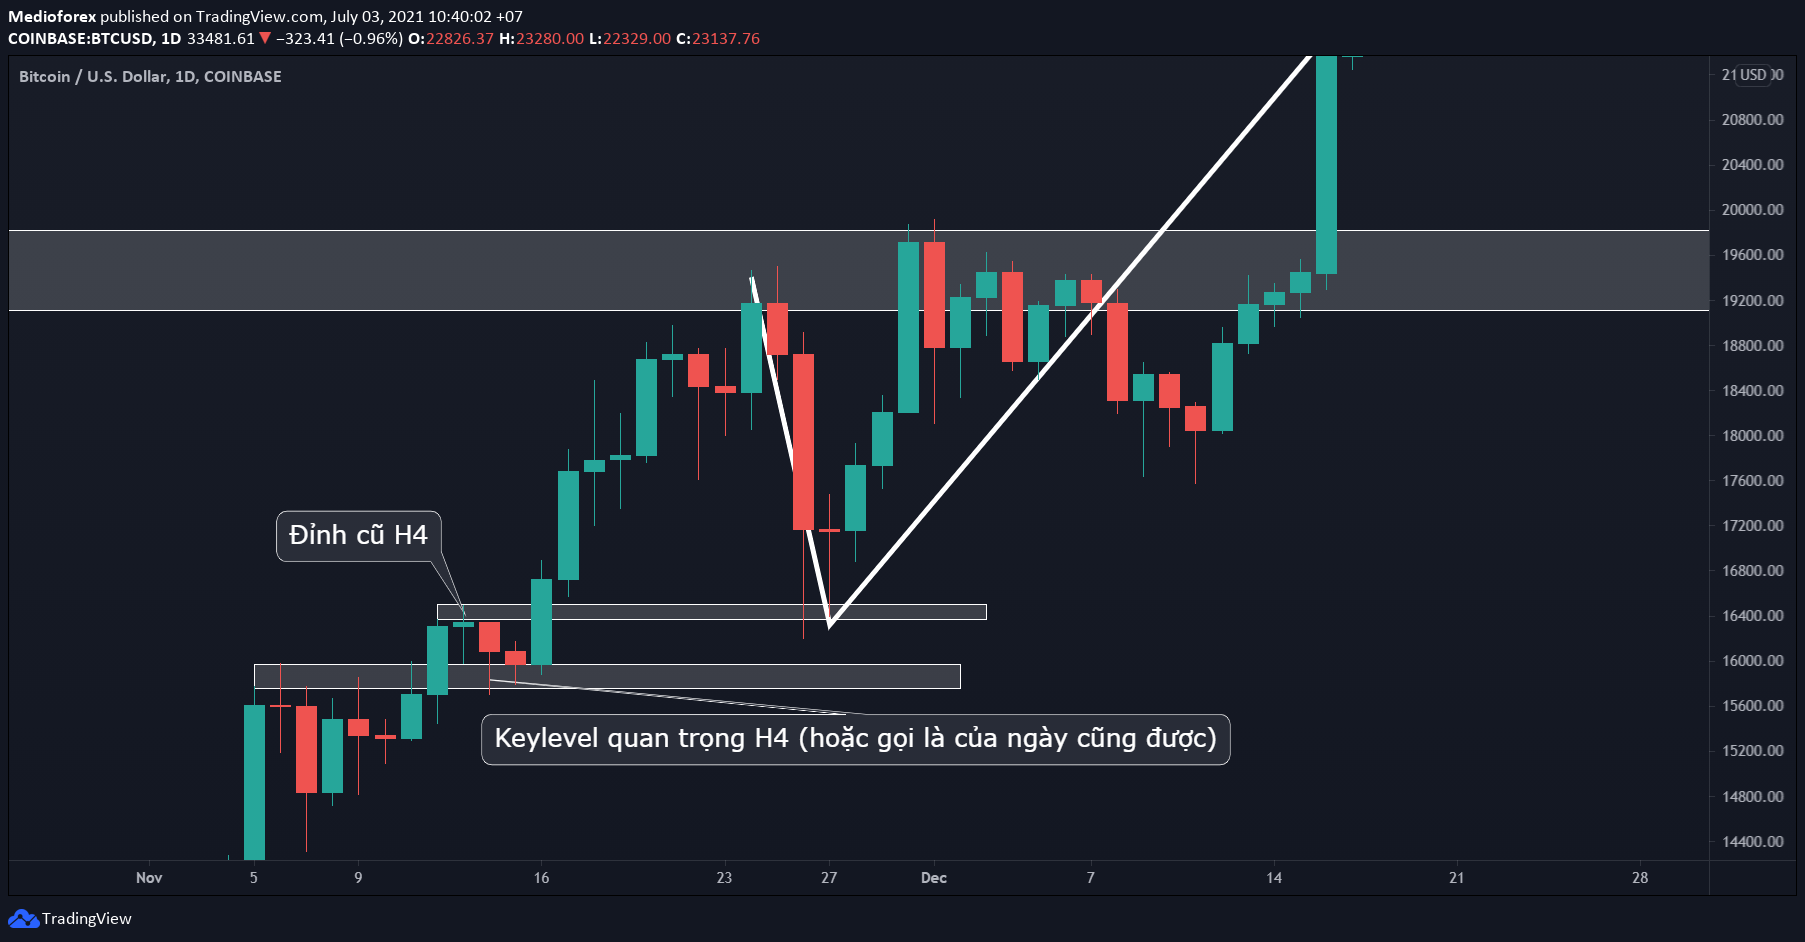 Medioforex published on TradingView.com, July 03, 2021 10:40:02 +07
COINBASE:BTCUSD, 1D 33481.61 ▼ −323.41 (−0.96%) O:22826.37 H:23280.00 L:22329.00 C:23137.76
Bitcoin / U.S. Dollar, 1D, COINBASE
USD
20800.00
20400.00
20000.00
19600.00
19200.00
18800.00
18400.00
18000.00
17600.00
17200.00
16800.00
16400.00
16000.00
15600.00
15200.00
14800.00
14400.00
Đỉnh cũ H4
Keylevel quan trọng H4 (hoặc gọi là của ngày cũng được)
Nov 5 9 16 23 27 Dec 7 14 21 28
TradingView